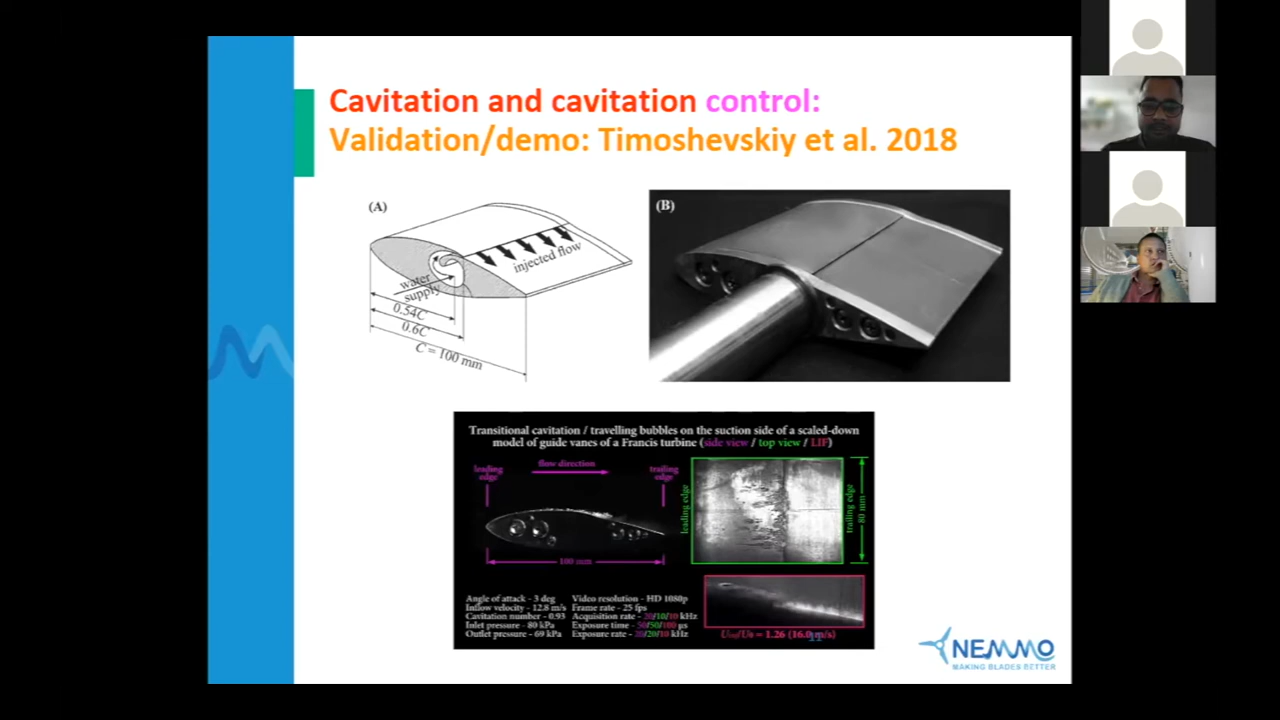 Cavitation and cavitation control:
Validation/demo: Timoshevskiy et al. 2018
(A)
injected flow
water
supply
0.54C
0.6C
C = 100 mm
(B)
Transitional cavitation / travelling bubbles on the suction side of a scaled-down
model of guide vanes of a Francis turbine (side view / top view / LIF)
leading
edge
flow direction
trailing
edge
100 mm
leading edge
trailing edge
80 mm
Angle of attack - 3 deg
Inflow velocity - 12.8 m/s
Cavitation number - 0.93
Inlet pressure - 80 kPa
Outlet pressure - 69 kPa
Video resolution - HD 1080p
Frame rate - 25 fps
Acquisition rate - 20/10/10 kHz
Exposure time - 50/50/100 µs
Exposure rate - 20/20/10 kHz
= 1.26 (16.0 m/s)
11
NEMMO
MAKING BLADES BETTER